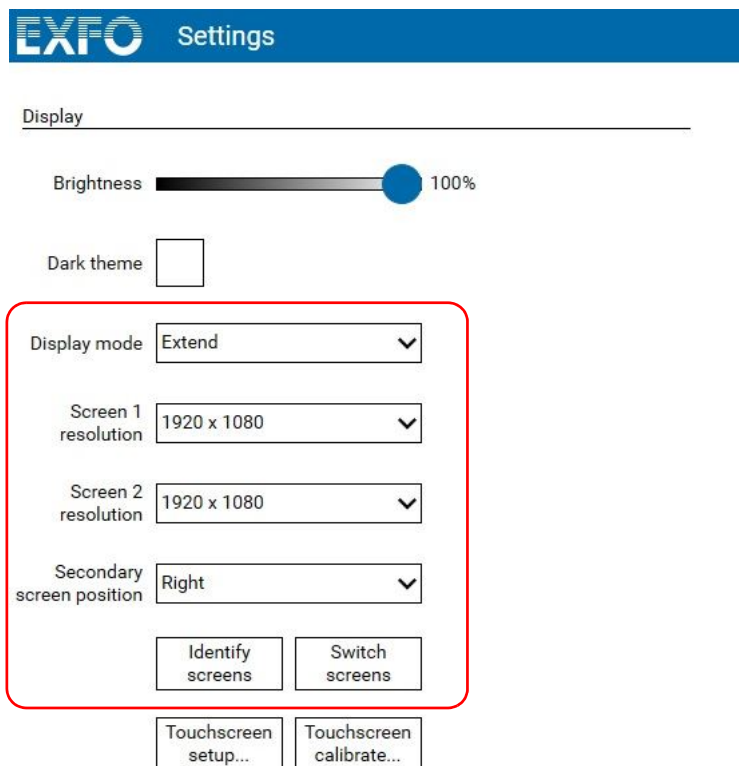 EXFO Settings
Display
Brightness 100%
Dark theme
Display mode Extend
Screen 1
resolution 1920 x 1080
Screen 2
resolution 1920 x 1080
Secondary
screen position Right
Identify
screens
Switch
screens
Touchscreen
setup...
Touchscreen
calibrate...